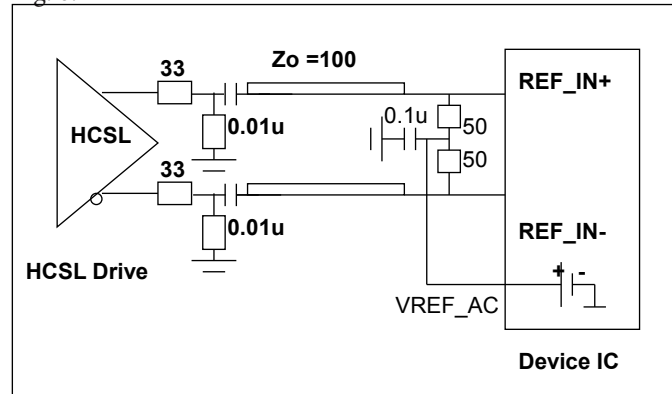 33
Zo =100
REF_IN+
HCSL
0.01u
0.1u
50
50
33
0.01u
REF_IN-
HCSL Drive
+ -
VREF_AC
Device IC